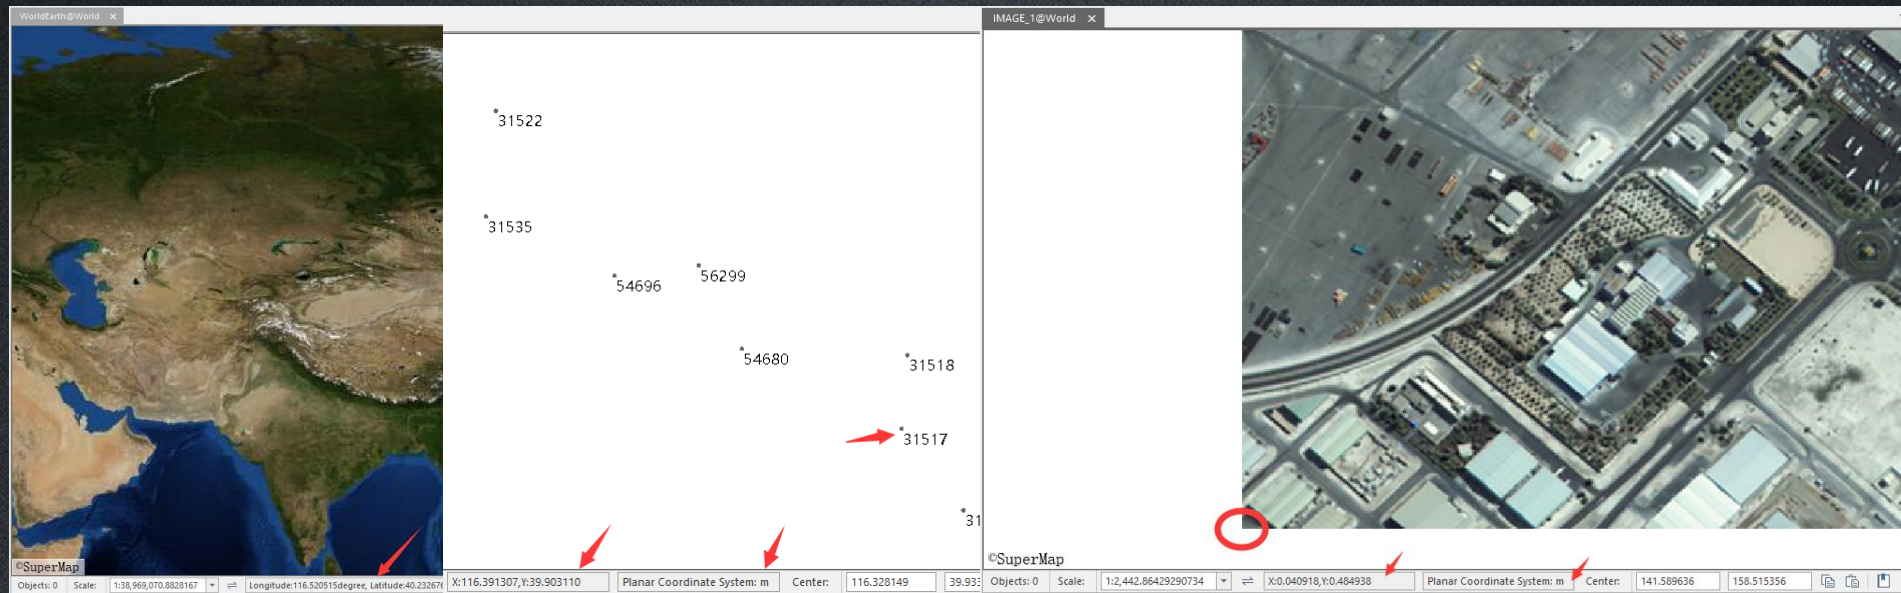 WorldEarth@World
©SuperMap
Objects: 0 Scale: 1:38,969,070.8828167 Longitude:116.520515degree, Latitude:40.232676
31522
31535
54696
56299
54680
31518
31517
31
X:116.391307,Y:39.903110 Planar Coordinate System: m Center: 116.328149 39.933
IMAGE_1@World
©SuperMap
Objects: 0 Scale: 1:2,442.86429290734 X:0.040918,Y:0.484938 Planar Coordinate System: m Center: 141.589636 158.515356